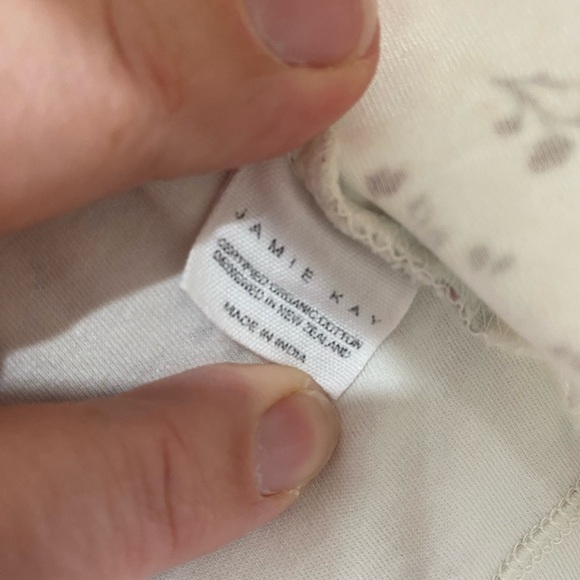 JAMIE KAY
CERTIFIED ORGANIC COTTON
DESIGNED IN NEW ZEALAND
MADE IN INDIA